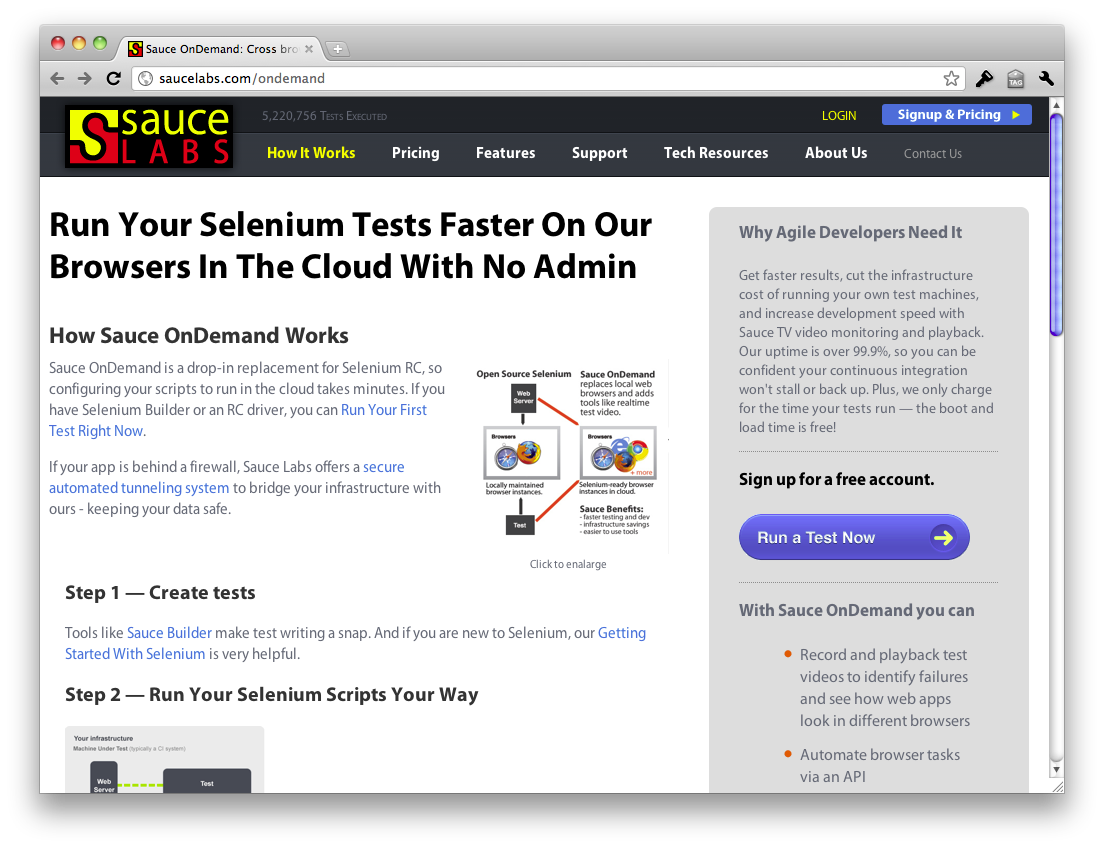 Sauce OnDemand: Cross bro
saucelabs.com/ondemand
TAG
sauce
LABS
5,220,756 Tests Executed
LOGIN
Signup & Pricing
How It Works
Pricing
Features
Support
Tech Resources
About Us
Contact Us
Run Your Selenium Tests Faster On Our
Browsers In The Cloud With No Admin
How Sauce OnDemand Works
Sauce OnDemand is a drop-in replacement for Selenium RC, so
configuring your scripts to run in the cloud takes minutes. If you
have Selenium Builder or an RC driver, you can Run Your First
Test Right Now.
If your app is behind a firewall, Sauce Labs offers a secure
automated tunneling system to bridge your infrastructure with
ours - keeping your data safe.
Open Source Selenium
Web
Server
Browsers
Locally maintained
browser instances.
Test
Sauce OnDemand
replaces local web
browsers and adds
tools like realtime
test video.
Browsers
+ more
Selenium-ready browser
instances in cloud.
Sauce Benefits:
- faster testing and dev
- infrastructure savings
- easier to use tools
Click to enalarge
Step 1 — Create tests
Tools like Sauce Builder make test writing a snap. And if you are new to Selenium, our Getting
Started With Selenium is very helpful.
Step 2 — Run Your Selenium Scripts Your Way
Your infrastructure
Machine Under Test (typically a CI system)
Web
Server
Test
Why Agile Developers Need It
Get faster results, cut the infrastructure
cost of running your own test machines,
and increase development speed with
Sauce TV video monitoring and playback.
Our uptime is over 99.9%, so you can be
confident your continuous integration
won't stall or back up. Plus, we only charge
for the time your tests run — the boot and
load time is free!
Sign up for a free account.
Run a Test Now
With Sauce OnDemand you can
Record and playback test
videos to identify failures
and see how web apps
look in different browsers
Automate browser tasks
via an API